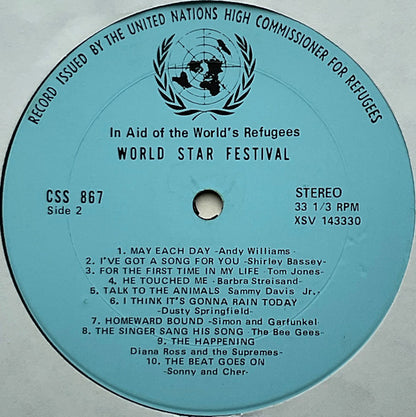 RECORD ISSUED BY THE UNITED NATIONS HIGH COMMISSIONER FOR REFUGEES
In Aid of the World's Refugees
WORLD STAR FESTIVAL
CSS 867
Side 2
STEREO
33 1/3 RPM
XSV 143330
1. MAY EACH DAY -Andy Williams-
2. I'VE GOT A SONG FOR YOU -Shirley Bassey-
3. FOR THE FIRST TIME IN MY LIFE - Tom Jones-
4. HE TOUCHED ME - Barbra Streisand-
5. TALK TO THE ANIMALS Sammy Davis Jr.-
6. I THINK IT'S GONNA RAIN TODAY
-Dusty Springfield-
7. HOMEWARD BOUND -Simon and Garfunkel-
8. THE SINGER SANG HIS SONG The Bee Gees-
9. THE HAPPENING
Diana Ross and the Supremes-
10. THE BEAT GOES ON
-Sonny and Cher-